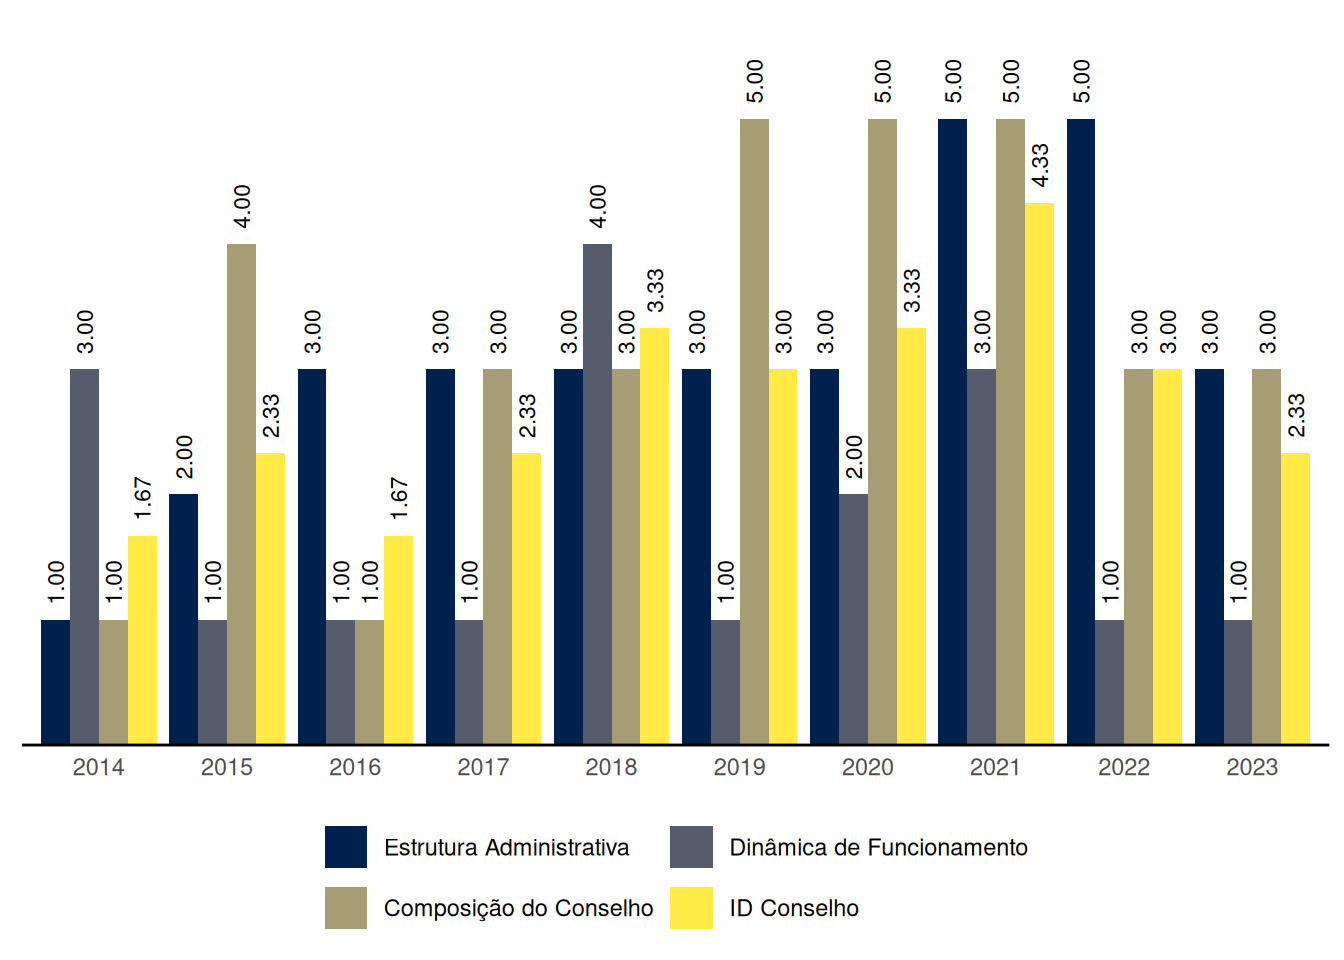 1.00 3.00 1.00 1.67 2.00 1.00 4.00 2.33 3.00 1.00 1.00 1.67 3.00 1.00 3.00 2.33 3.00 4.00 3.00 3.33 3.00 1.00 5.00 3.00 3.00 2.00 5.00 3.33 5.00 3.00 5.00 4.33 5.00 1.00 3.00 3.00 3.00 1.00 3.00 2.33
2014 2015 2016 2017 2018 2019 2020 2021 2022 2023
Estrutura Administrativa Dinâmica de Funcionamento
Composição do Conselho ID Conselho